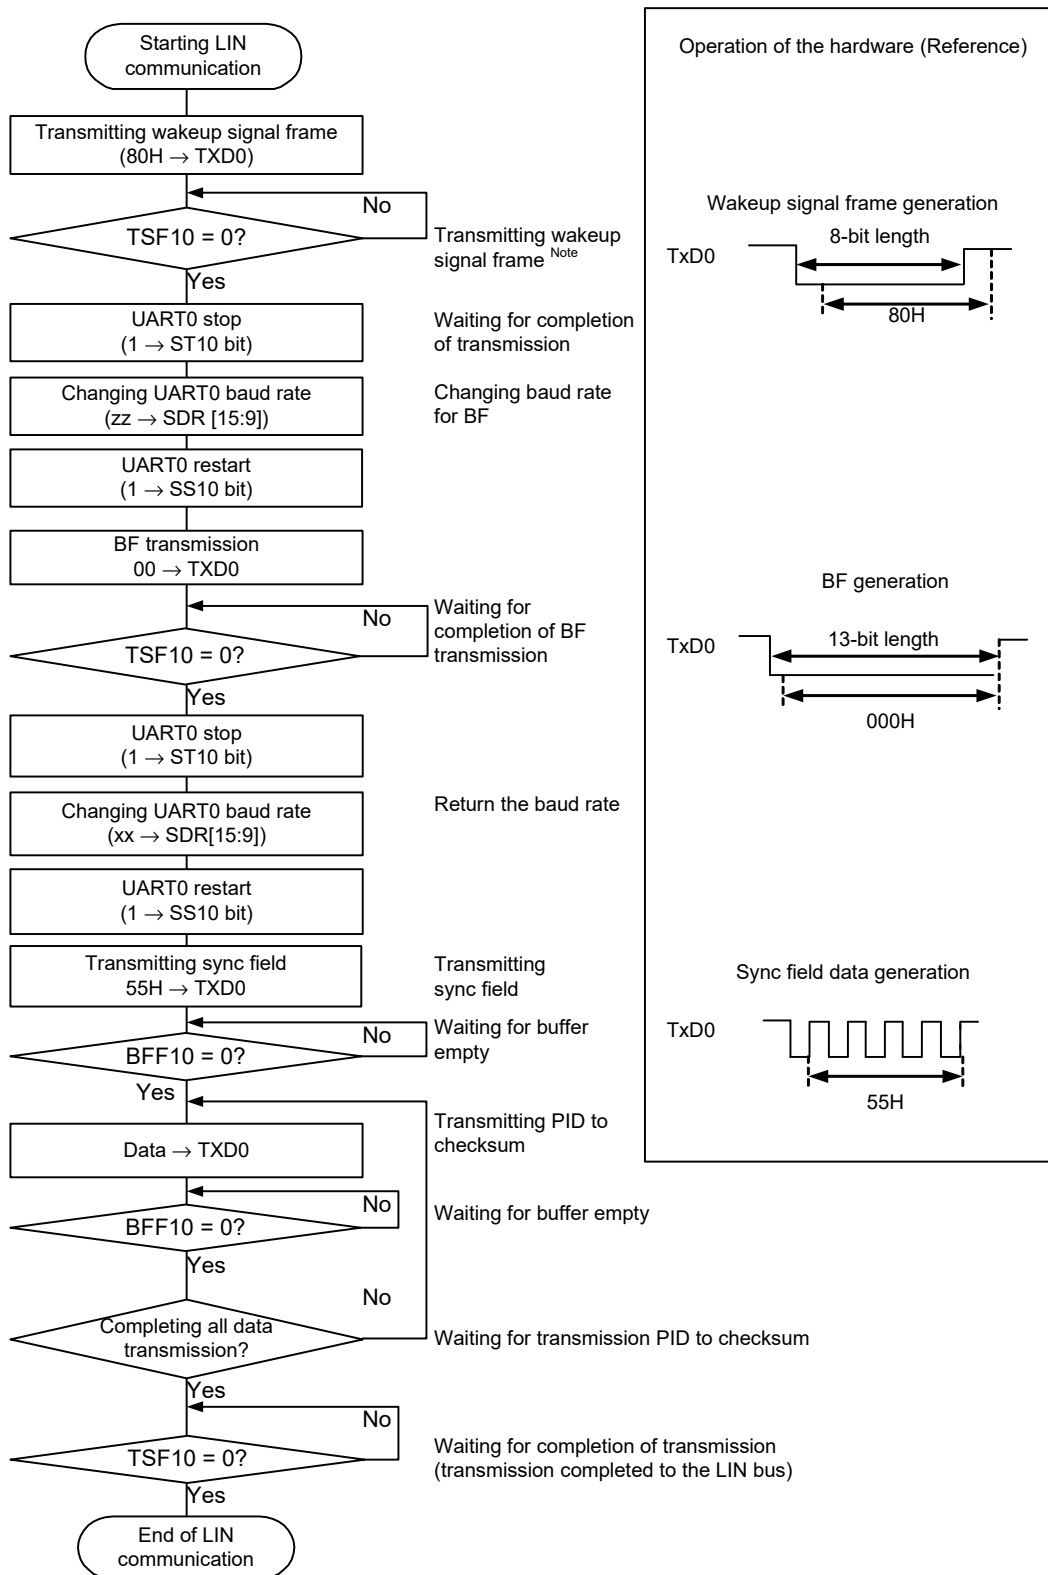 Starting LIN
communication
Transmitting wakeup signal frame
(80H → TXD0)
No
TSF10 = 0?
Transmitting wakeup
signal frame Note
Yes
UART0 stop
(1 → ST10 bit)
Waiting for completion
of transmission
Changing UART0 baud rate
(zz → SDR [15:9])
Changing baud rate
for BF
UART0 restart
(1 → SS10 bit)
BF transmission
00 → TXD0
No
Waiting for
completion of BF
transmission
TSF10 = 0?
Yes
UART0 stop
(1 → ST10 bit)
Changing UART0 baud rate
(xx → SDR[15:9])
Return the baud rate
UART0 restart
(1 → SS10 bit)
Transmitting sync field
55H → TXD0
Transmitting
sync field
No
Waiting for buffer
empty
BFF10 = 0?
Yes
Transmitting PID to
checksum
Data → TXD0
No
BFF10 = 0?
Waiting for buffer empty
Yes
No
Completing all data
transmission?
Waiting for transmission PID to checksum
Yes
No
TSF10 = 0?
Waiting for completion of transmission
(transmission completed to the LIN bus)
Yes
End of LIN
communication
Operation of the hardware (Reference)
Wakeup signal frame generation
8-bit length
TxD0
80H
BF generation
TxD0
13-bit length
000H
Sync field data generation
TxD0
55H